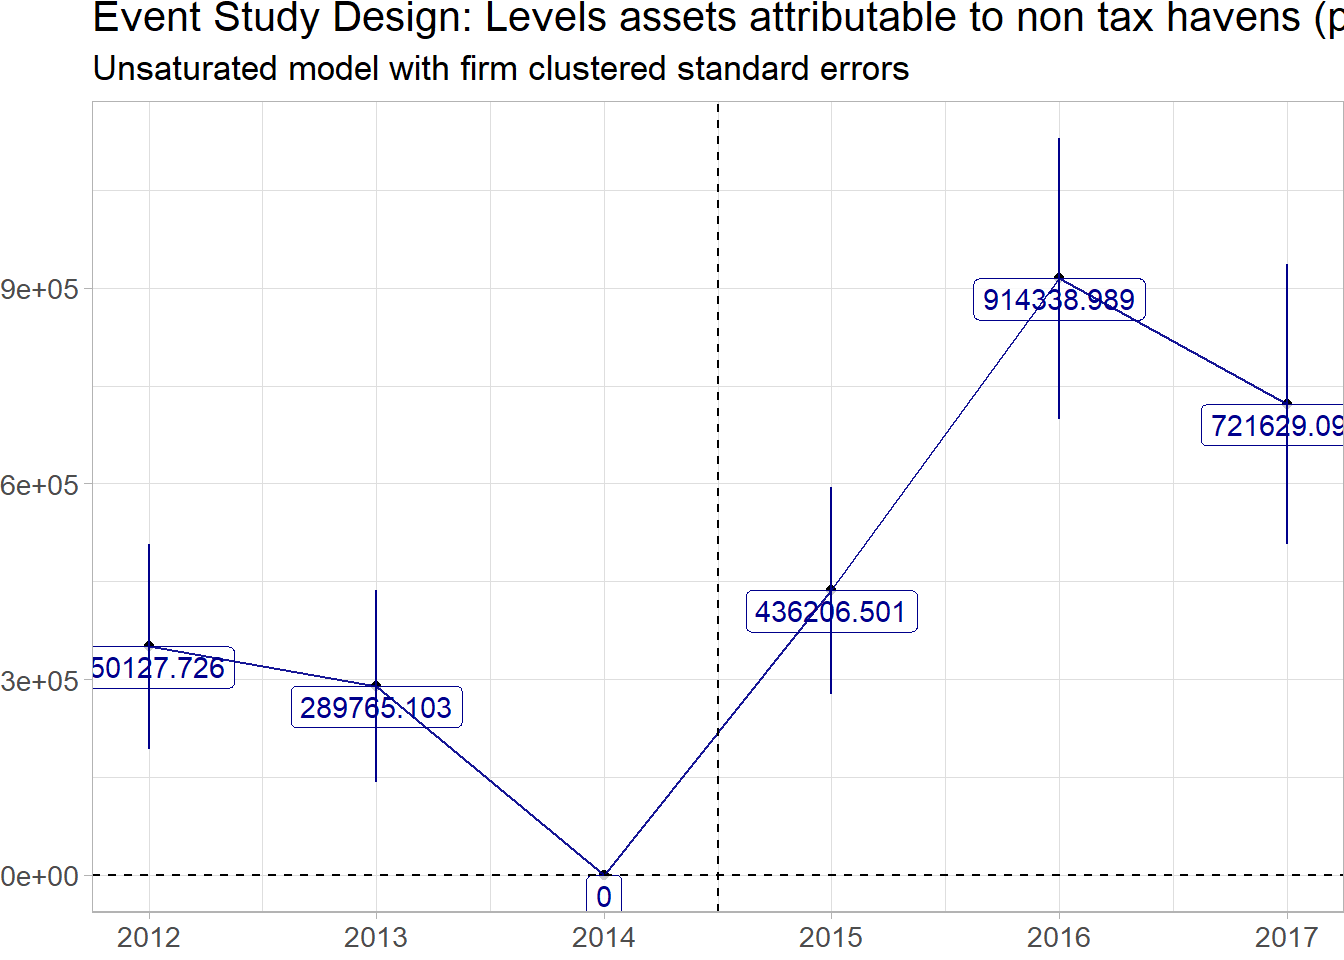 Event Study Design: Levels assets attributable to non tax havens (p
Unsaturated model with firm clustered standard errors
9e+05
6e+05
3e+05
0e+00
50127.726
289765.103
0
436206.501
914338.989
721629.09
2012 2013 2014 2015 2016 2017